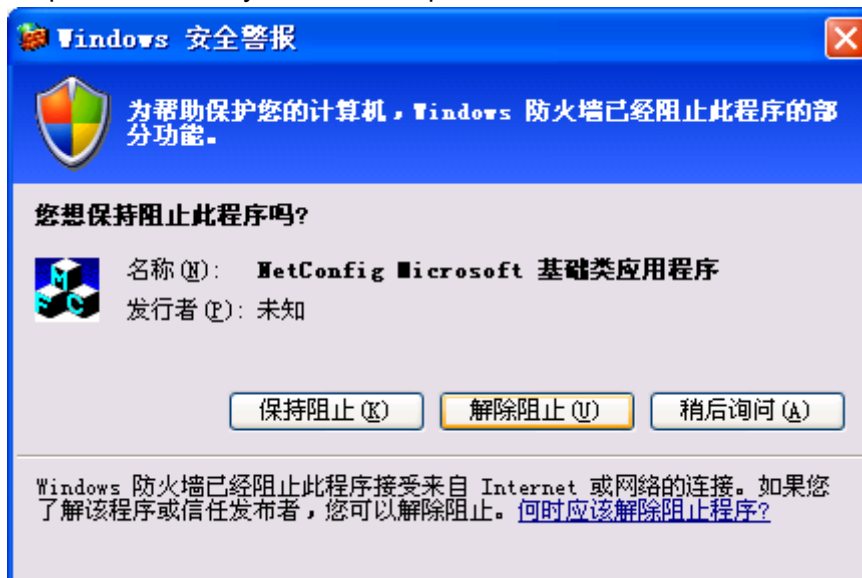 Windows 安全警报
为帮助保护您的计算机，Windows 防火墙已经阻止此程序的部
分功能。
您想保持阻止此程序吗?
名称(N): NetConfig Microsoft 基础类应用程序
发行者(P): 未知
保持阻止(K) 解除阻止(U) 稍后询问(A)
Windows 防火墙已经阻止此程序接受来自 Internet 或网络的连接。如果您
了解该程序或信任发布者，您可以解除阻止。何时应该解除阻止程序?